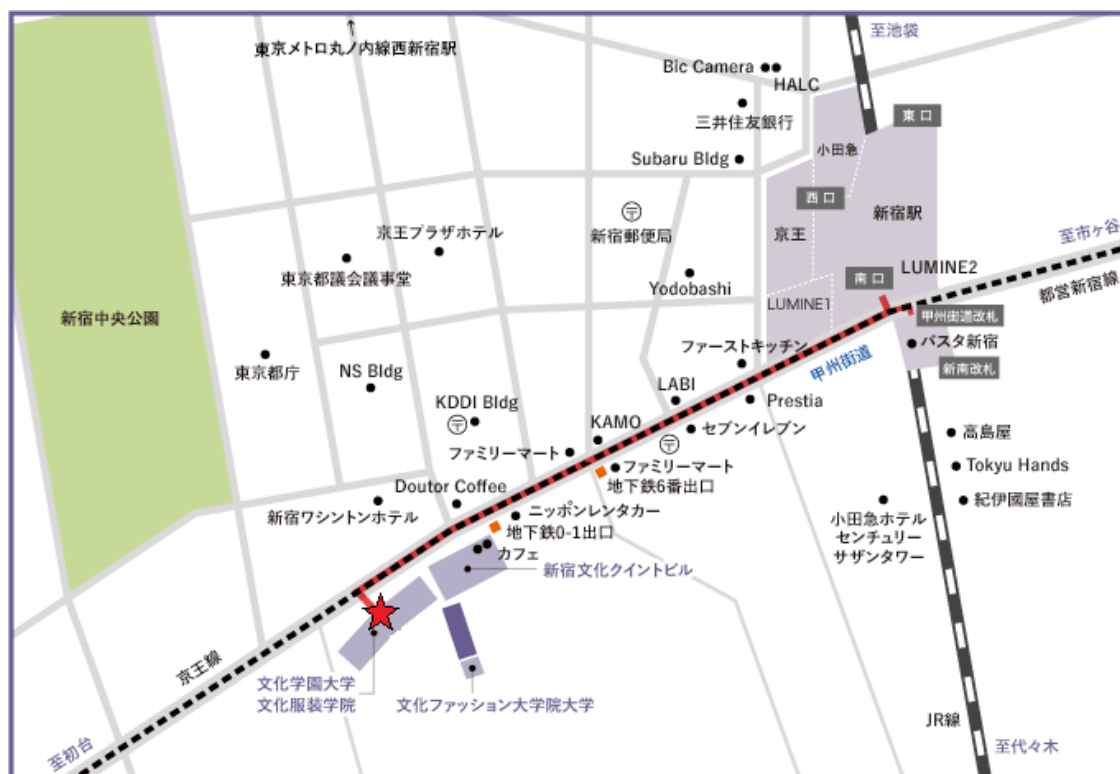 至池袋
東京メトロ丸ノ内線西新宿駅
Bic Camera
HALC
三井住友銀行
東口
小田急
Subaru Bldg
西口
新宿駅
新宿郵便局
京王
京王プラザホテル
至市ヶ谷
東京都議会議事堂
LUMINE2
南口
都営新宿線
Yodobashi
LUMINE1
甲州街道改札
新宿中央公園
バスタ新宿
ファーストキッチン
甲州街道
新南改札
東京都庁
NS Bldg
LABI
Prestia
KDDI Bldg
KAMO
セブンイレブン
高島屋
ファミリーマート
ファミリーマート
地下鉄6番出口
Tokyu Hands
Doutor Coffee
紀伊國屋書店
新宿ワシントンホテル
ニッポンレンタカー
地下鉄0-1出口
小田急ホテル
センチュリー
サザンタワー
カフェ
新宿文化クイントビル
京王線
文化学園大学
文化服装学院
文化ファッション大学院大学
JR線
至初台
至代々木